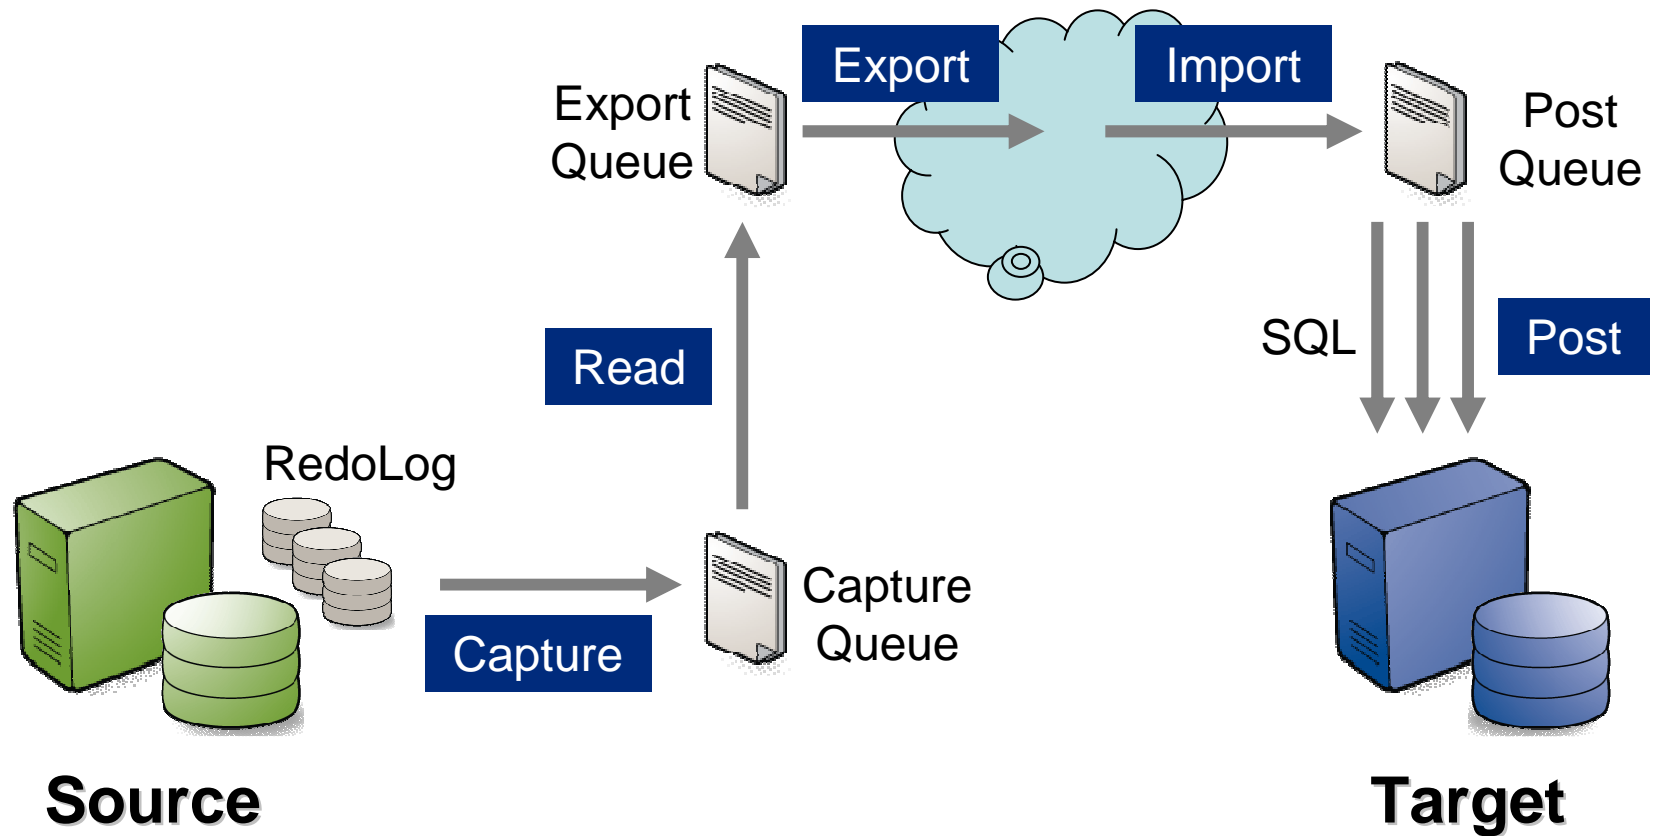 Export
Queue
Export
Import
Post
Queue
Read
SQL
Post
RedoLog
Capture
Capture
Queue
Source
Target